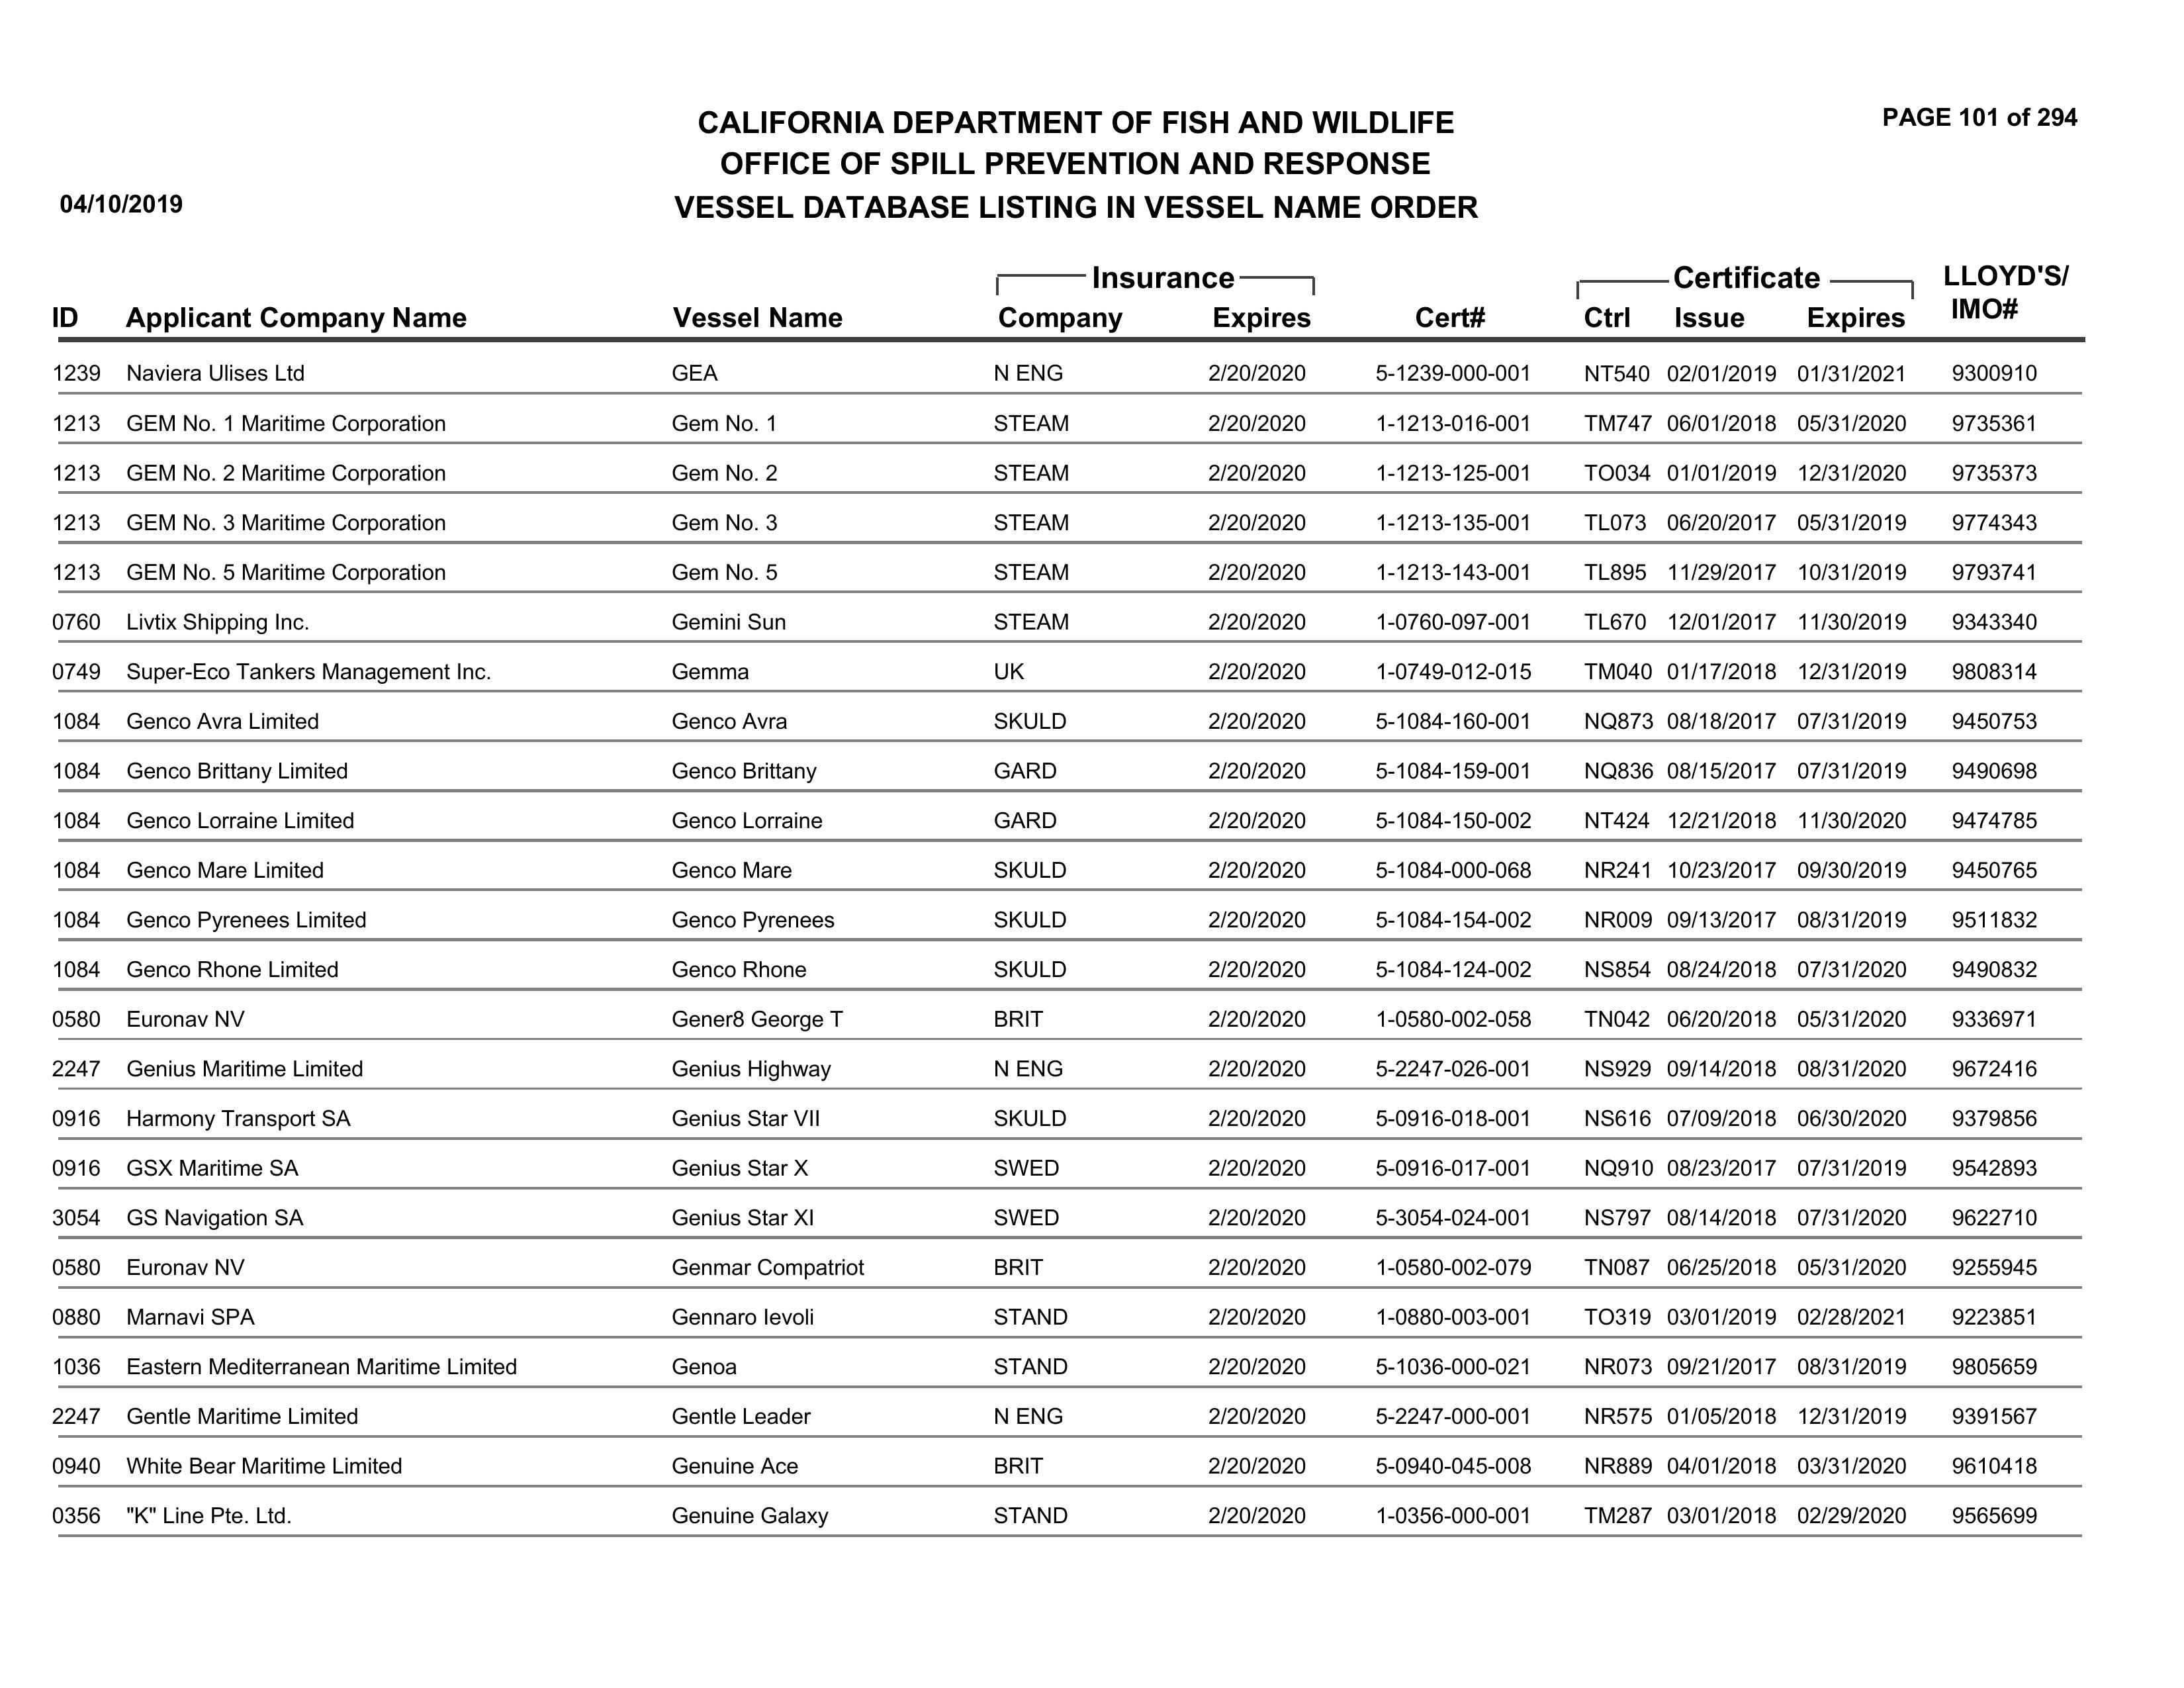 CALIFORNIA DEPARTMENT OF FISH AND WILDLIFE
PAGE 101 of 294
OFFICE OF SPILL PREVENTION AND RESPONSE
04/10/2019
VESSEL DATABASE LISTING IN VESSEL NAME ORDER
Insurance Certificate LLOYD'S/
ID Applicant Company Name Vessel Name Company Expires Cert# Ctrl Issue Expires IMO#
1239 Naviera Ulises Ltd GEA N ENG 2/20/2020 5-1239-000-001 NT540 02/01/2019 01/31/2021 9300910
1213 GEM No. 1 Maritime Corporation Gem No. 1 STEAM 2/20/2020 1-1213-016-001 TM747 06/01/2018 05/31/2020 9735361
1213 GEM No. 2 Maritime Corporation Gem No. 2 STEAM 2/20/2020 1-1213-125-001 TO034 01/01/2019 12/31/2020 9735373
1213 GEM No. 3 Maritime Corporation Gem No. 3 STEAM 2/20/2020 1-1213-135-001 TL073 06/20/2017 05/31/2019 9774343
1213 GEM No. 5 Maritime Corporation Gem No. 5 STEAM 2/20/2020 1-1213-143-001 TL895 11/29/2017 10/31/2019 9793741
0760 Livtix Shipping Inc. Gemini Sun STEAM 2/20/2020 1-0760-097-001 TL670 12/01/2017 11/30/2019 9343340
0749 Super-Eco Tankers Management Inc. Gemma UK 2/20/2020 1-0749-012-015 TM040 01/17/2018 12/31/2019 9808314
1084 Genco Avra Limited Genco Avra SKULD 2/20/2020 5-1084-160-001 NQ873 08/18/2017 07/31/2019 9450753
1084 Genco Brittany Limited Genco Brittany GARD 2/20/2020 5-1084-159-001 NQ836 08/15/2017 07/31/2019 9490698
1084 Genco Lorraine Limited Genco Lorraine GARD 2/20/2020 5-1084-150-002 NT424 12/21/2018 11/30/2020 9474785
1084 Genco Mare Limited Genco Mare SKULD 2/20/2020 5-1084-000-068 NR241 10/23/2017 09/30/2019 9450765
1084 Genco Pyrenees Limited Genco Pyrenees SKULD 2/20/2020 5-1084-154-002 NR009 09/13/2017 08/31/2019 9511832
1084 Genco Rhone Limited Genco Rhone SKULD 2/20/2020 5-1084-124-002 NS854 08/24/2018 07/31/2020 9490832
0580 Euronav NV Gener8 George T BRIT 2/20/2020 1-0580-002-058 TN042 06/20/2018 05/31/2020 9336971
2247 Genius Maritime Limited Genius Highway N ENG 2/20/2020 5-2247-026-001 NS929 09/14/2018 08/31/2020 9672416
0916 Harmony Transport SA Genius Star VII SKULD 2/20/2020 5-0916-018-001 NS616 07/09/2018 06/30/2020 9379856
0916 GSX Maritime SA Genius Star X SWED 2/20/2020 5-0916-017-001 NQ910 08/23/2017 07/31/2019 9542893
3054 GS Navigation SA Genius Star XI SWED 2/20/2020 5-3054-024-001 NS797 08/14/2018 07/31/2020 9622710
0580 Euronav NV Genmar Compatriot BRIT 2/20/2020 1-0580-002-079 TN087 06/25/2018 05/31/2020 9255945
0880 Marnavi SPA Gennaro Ievoli STAND 2/20/2020 1-0880-003-001 TO319 03/01/2019 02/28/2021 9223851
1036 Eastern Mediterranean Maritime Limited Genoa STAND 2/20/2020 5-1036-000-021 NR073 09/21/2017 08/31/2019 9805659
2247 Gentle Maritime Limited Gentle Leader N ENG 2/20/2020 5-2247-000-001 NR575 01/05/2018 12/31/2019 9391567
0940 White Bear Maritime Limited Genuine Ace BRIT 2/20/2020 5-0940-045-008 NR889 04/01/2018 03/31/2020 9610418
0356 "K" Line Pte. Ltd. Genuine Galaxy STAND 2/20/2020 1-0356-000-001 TM287 03/01/2018 02/29/2020 9565699